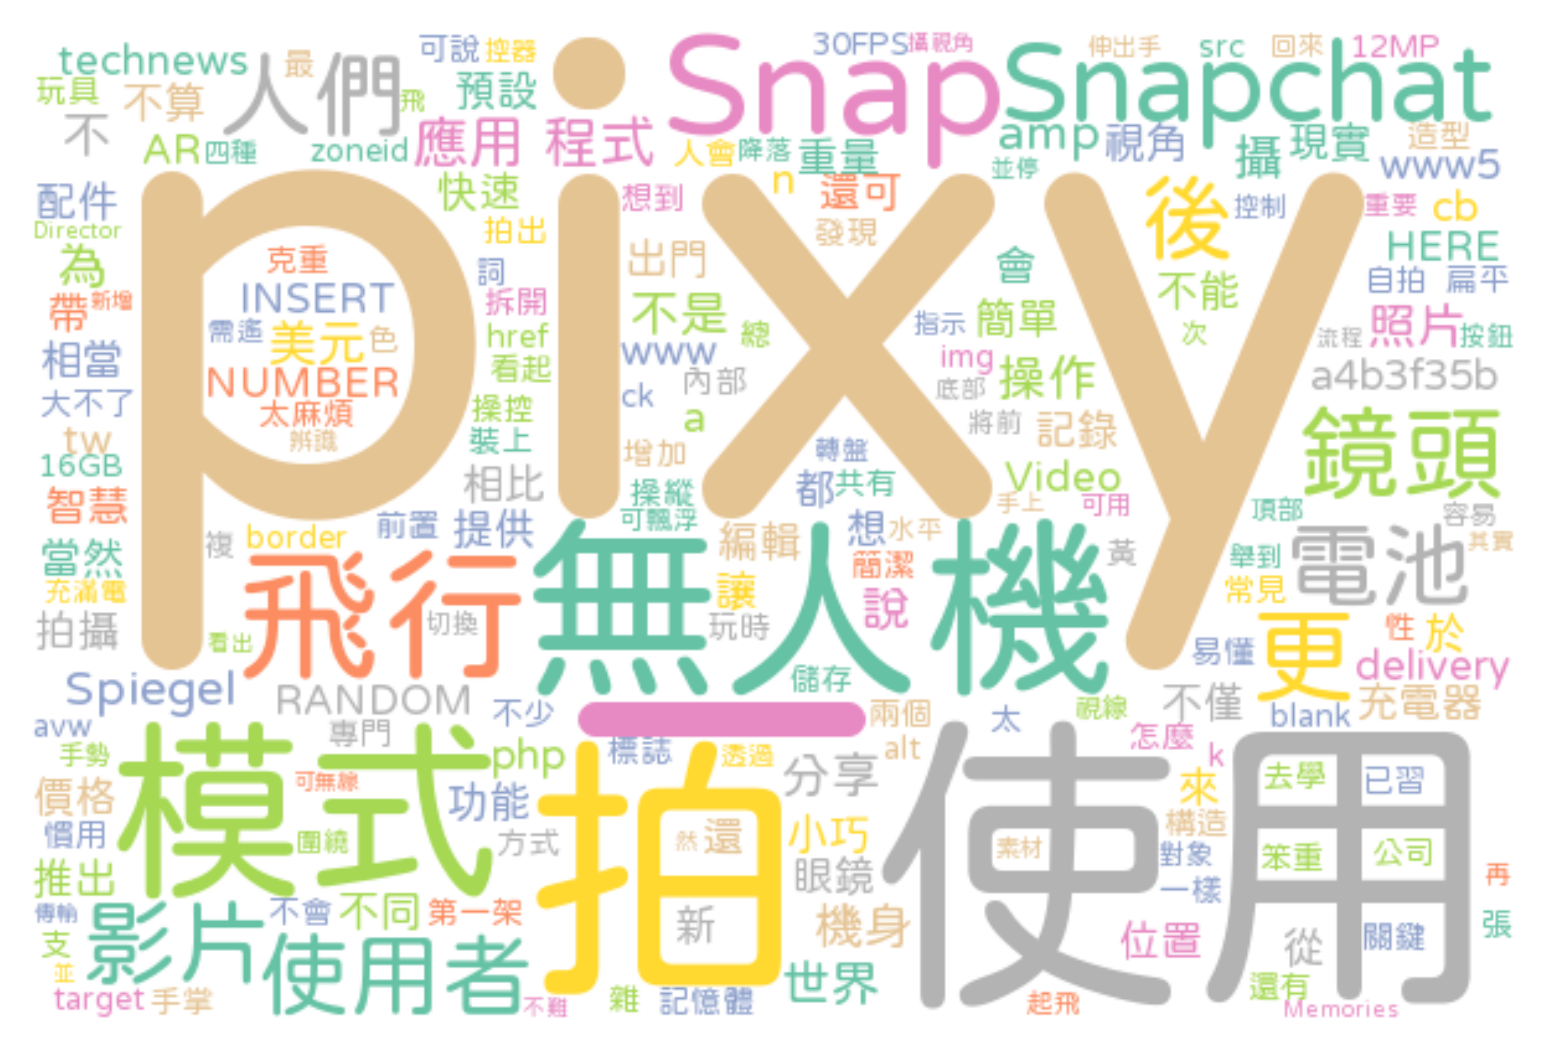 technews 人們 最 可說 控器 30FPS 攝視角 伸出手 src 回來 12MP
玩具 不算 飛 預設 Snap Snapchat
不 AR 四種 zoneid 應用 程式 人會 降落 重量 amp 視角 攝 現實 造型
配件 快速 想到 n 還可 並停 後 控制 重要 cb www5
Director 拍出 發現 HERE
為 克重 詞 出門 會 不能 自拍 扁平
帶 新增 INSERT 拆開 不是 總 指示 簡單 次 流程 照片 按鈕
需遙 美元 色 href www img
相當 NUMBER 看起 ck 內部 底部 操作 a4b3f35b
大不了 太麻煩 操控 a 將前 記錄
pixy
tw 辨識 裝上 增加 轉盤 鏡頭
16GB 相比 操縱 都 共有 Video
智慧 前置 提供 可飄浮 想 水平 手上 可用 頂部 容易
當然 複 border 編輯 簡潔 黃 舉到 電池 其實
充滿電 飛行 無人機 讓 說 常見
拍攝 看出 切換 玩時 易懂 更 性 於
Spiegel RANDOM 儲存 不僅 delivery
avw 專門 不少 一 兩個 太 視線 blank 充電器
手勢 模式 php 標誌 透過 分享 alt 怎麼 k
價格 可無線 功能 拍 使用 來 去學 已習
慣用 圍繞 方式 然 還 小巧 素材 構造 對象
推出 眼鏡 一樣 笨重 公司 再
傳輸 影片 不會 不同 第一架 新 機身 位置 從 關鍵 張
支 使用者
並 世界 還有
target 手掌 不難 雜 記憶體 起飛 Memories